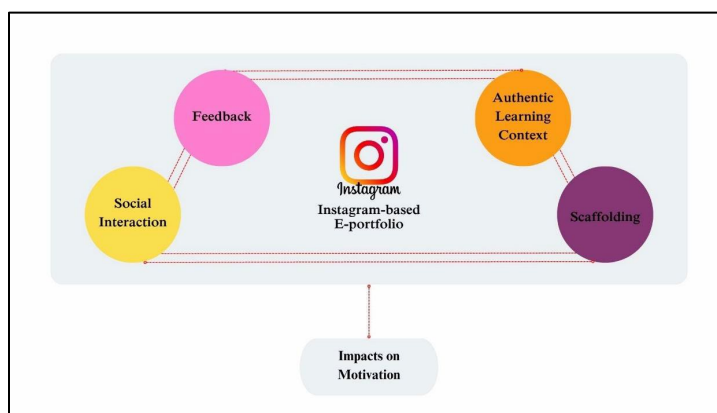 Feedback
Authentic
Learning
Context
Social
Interaction
Instagram
Instagram-based
E-portfolio
Scaffolding
Impacts on
Motivation